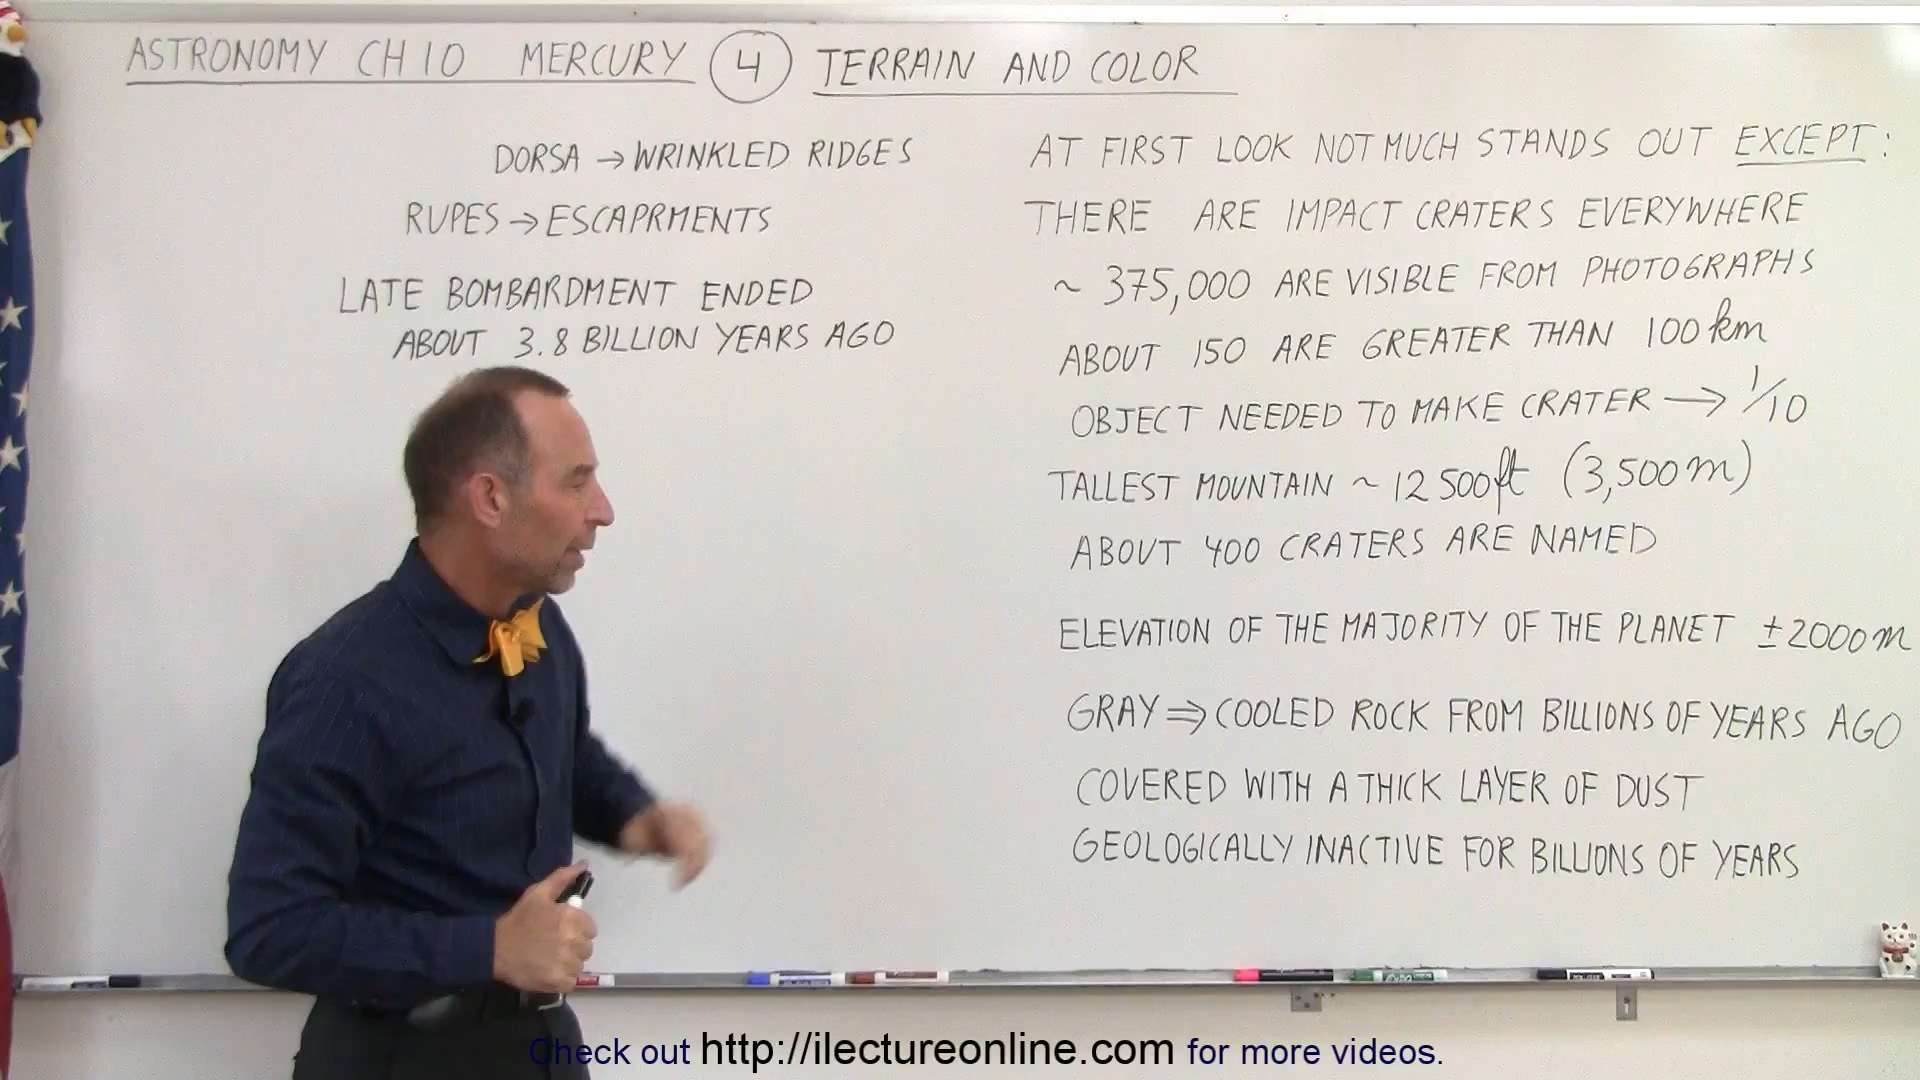 ASTRONOMY CH 10 MERCURY 4 TERRAIN AND COLOR
DORSA → WRINKLED RIDGES
RUPES → ESCAPRMENTS
LATE BOMBARDMENT ENDED
ABOUT 3.8 BILLION YEARS AGO
AT FIRST LOOK NOT MUCH STANDS OUT EXCEPT:
THERE ARE IMPACT CRATERS EVERYWHERE
~ 375,000 ARE VISIBLE FROM PHOTOGRAPHS
ABOUT 150 ARE GREATER THAN 100 km
OBJECT NEEDED TO MAKE CRATER → 1/10
TALLEST MOUNTAIN ~ 12 500 ft (3,500 m)
ABOUT 400 CRATERS ARE NAMED
ELEVATION OF THE MAJORITY OF THE PLANET ±2000 m
GRAY ⇒ COOLED ROCK FROM BILLIONS OF YEARS AGO
COVERED WITH A THICK LAYER OF DUST
GEOLOGICALLY INACTIVE FOR BILLIONS OF YEARS
Check out http://ilectureonline.com for more videos.